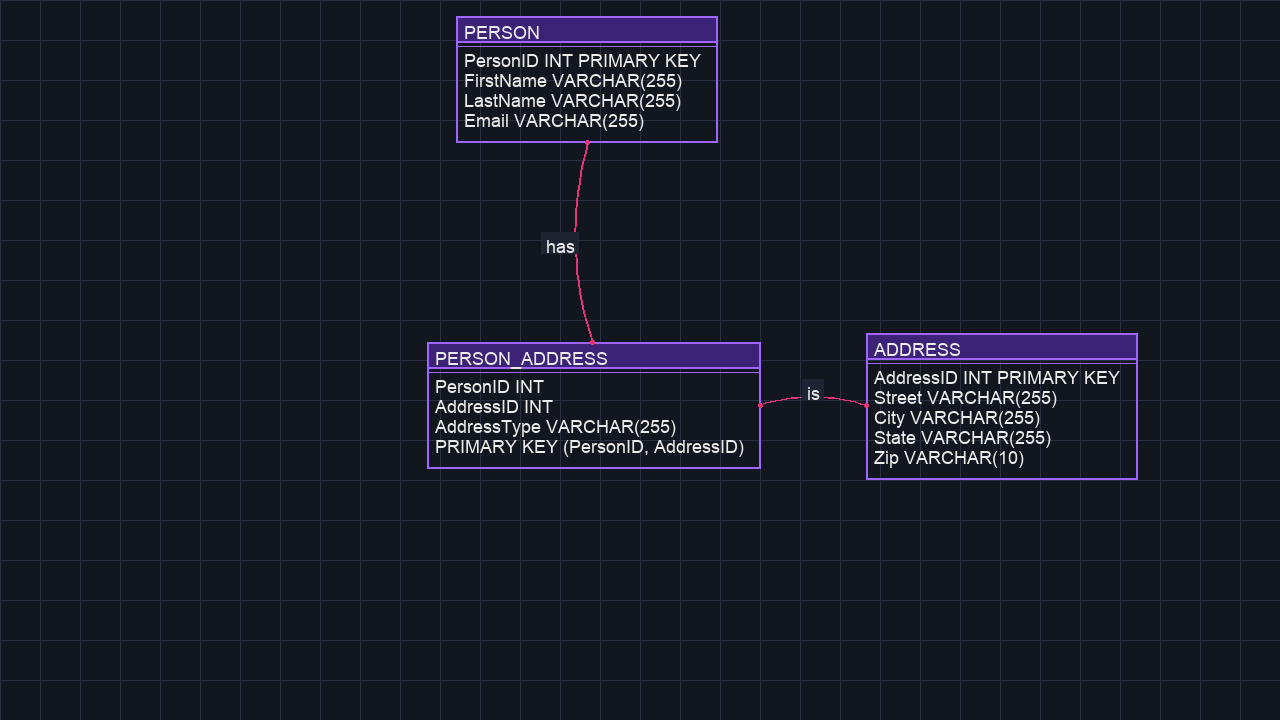 PERSON
PersonID INT PRIMARY KEY
FirstName VARCHAR(255)
LastName VARCHAR(255)
Email VARCHAR(255)
has
PERSON_ADDRESS
PersonID INT
AddressID INT
AddressType VARCHAR(255)
PRIMARY KEY (PersonID, AddressID)
is
ADDRESS
AddressID INT PRIMARY KEY
Street VARCHAR(255)
City VARCHAR(255)
State VARCHAR(255)
Zip VARCHAR(10)